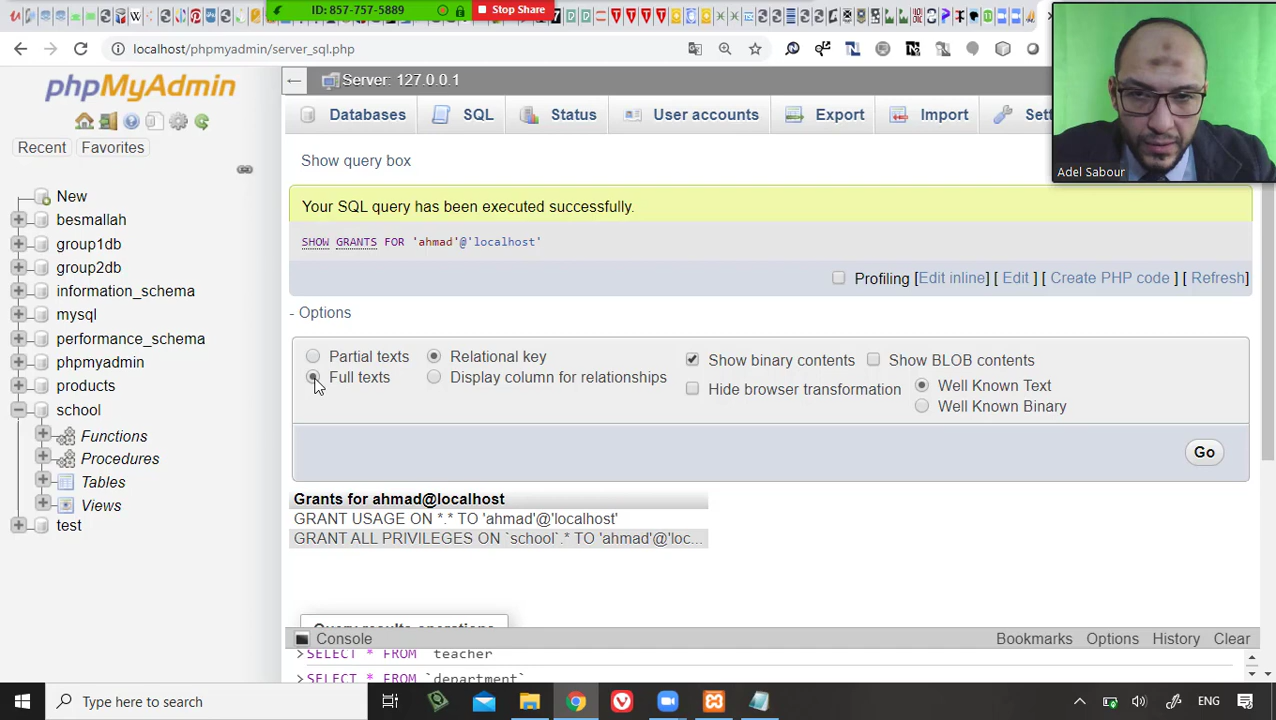 ID: 857-757-5889
Stop Share
localhost/phpmyadmin/server_sql.php
Adel Sabour
phpMyAdmin
Recent
Favorites
New
besmallah
group1db
group2db
information_schema
mysql
performance_schema
phpmyadmin
products
school
Functions
Procedures
Tables
Views
test
Server: 127.0.0.1
Databases
SQL
Status
User accounts
Export
Import
Show query box
Your SQL query has been executed successfully.
SHOW GRANTS FOR 'ahmad'@'localhost'
Profiling [Edit inline] [ Edit ] [ Create PHP code ] [ Refresh]
- Options
Partial texts
Relational key
Show binary contents
Show BLOB contents
Full texts
Display column for relationships
Hide browser transformation
Well Known Text
Well Known Binary
Go
Grants for ahmad@localhost
GRANT USAGE ON *.* TO 'ahmad'@'localhost'
GRANT ALL PRIVILEGES ON `school`.* TO 'ahmad'@'loc...
Query results operations
Console
Bookmarks
Options
History
Clear
>SELECT * FROM teacher
>SELECT * FROM `department`
Type here to search
ENG